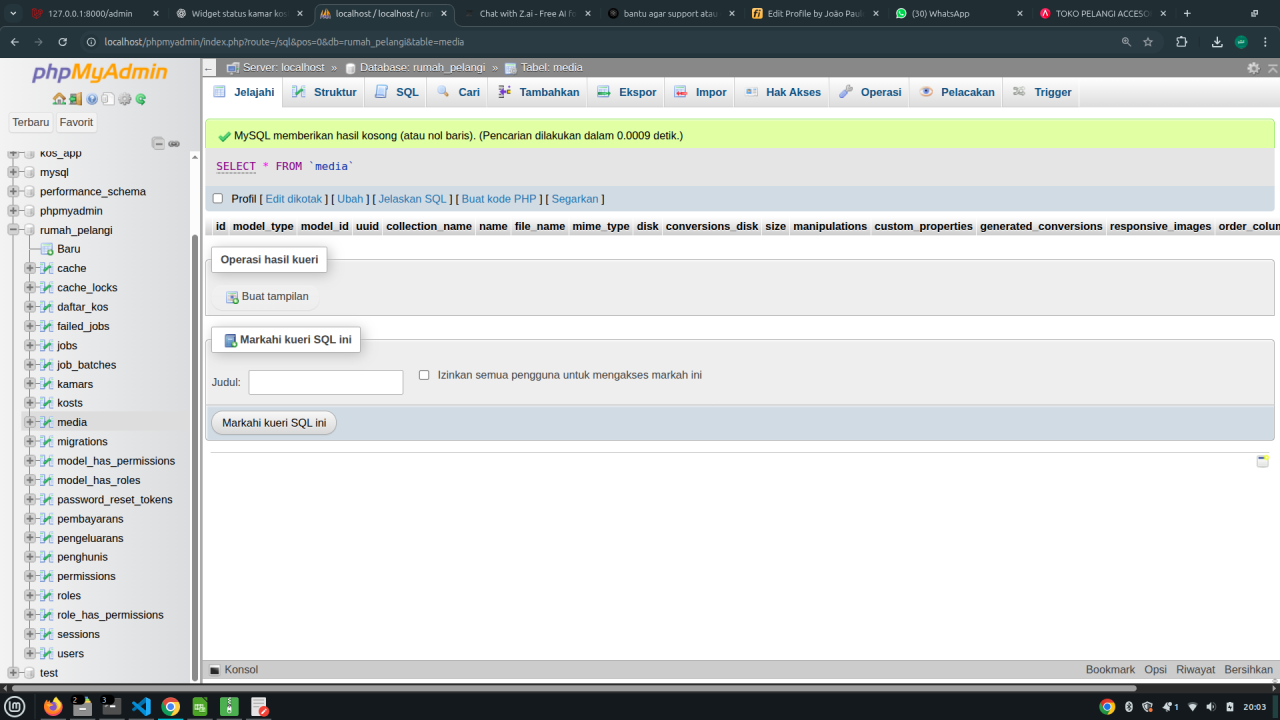 127.0.0.1:8000/admin
Widget status kamar kos
localhost / localhost / rum
Chat with Z.ai - Free AI fo
bantu agar support atau
Edit Profile by João Paulo
(30) WhatsApp
TOKO PELANGI ACCESOR
localhost/phpmyadmin/index.php?route=/sql&pos=0&db=rumah_pelangi&table=media
phpMyAdmin
Terbaru Favorit
kos_app
mysql
performance_schema
phpmyadmin
rumah_pelangi
Baru
cache
cache_locks
daftar_kos
failed_jobs
jobs
job_batches
kamars
kosts
media
migrations
model_has_permissions
model_has_roles
password_reset_tokens
pembayarans
pengeluarans
penghunis
permissions
roles
role_has_permissions
sessions
users
test
Server: localhost » Database: rumah_pelangi » Tabel: media
Jelajahi Struktur SQL Cari Tambahkan Ekspor Impor Hak Akses Operasi Pelacakan Trigger
MySQL memberikan hasil kosong (atau nol baris). (Pencarian dilakukan dalam 0.0009 detik.)
SELECT * FROM `media`
Profil [ Edit dikotak ] [ Ubah ] [ Jelaskan SQL ] [ Buat kode PHP ] [ Segarkan ]
id model_type model_id uuid collection_name name file_name mime_type disk conversions_disk size manipulations custom_properties generated_conversions responsive_images order_colum
Operasi hasil kueri
Buat tampilan
Markahi kueri SQL ini
Judul:
Izinkan semua pengguna untuk mengakses markah ini
Markahi kueri SQL ini
Konsol
Bookmark Opsi Riwayat Bersihkan
2
3
1
20:03